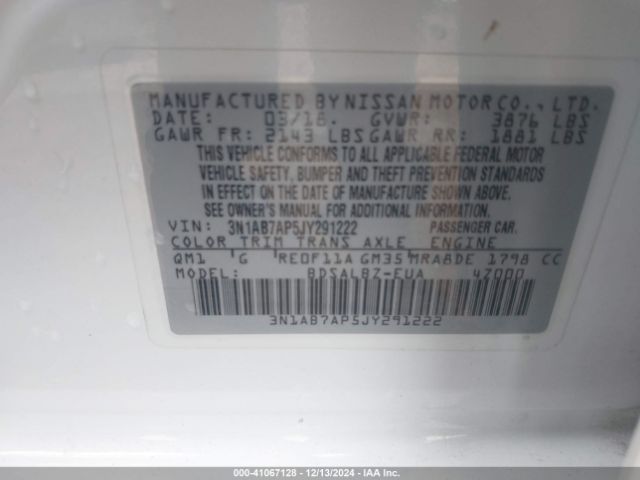 MANUFACTURED BY NISSAN MOTOR CO., LTD.
DATE: 03/18. GVWR: 3876 LBS
GAWR FR: 2143 LBS GAWR RR: 1881 LBS
THIS VEHICLE CONFORMS TO ALL APPLICABLE FEDERAL MOTOR
VEHICLE SAFETY, BUMPER AND THEFT PREVENTION STANDARDS
IN EFFECT ON THE DATE OF MANUFACTURE SHOWN ABOVE.
SEE OWNER'S MANUAL FOR ADDITIONAL INFORMATION.
VIN: 3N1AB7AP5JY291222 PASSENGER CAR.
COLOR TRIM TRANS AXLE ENGINE
QM1 G RE0F11A GM35 MRA8DE 1798 CC
MODEL BDSALBZ-EUA 4Z000
3N1AB7AP5JY291222
000-41067128 - 12/13/2024 - IAA Inc.